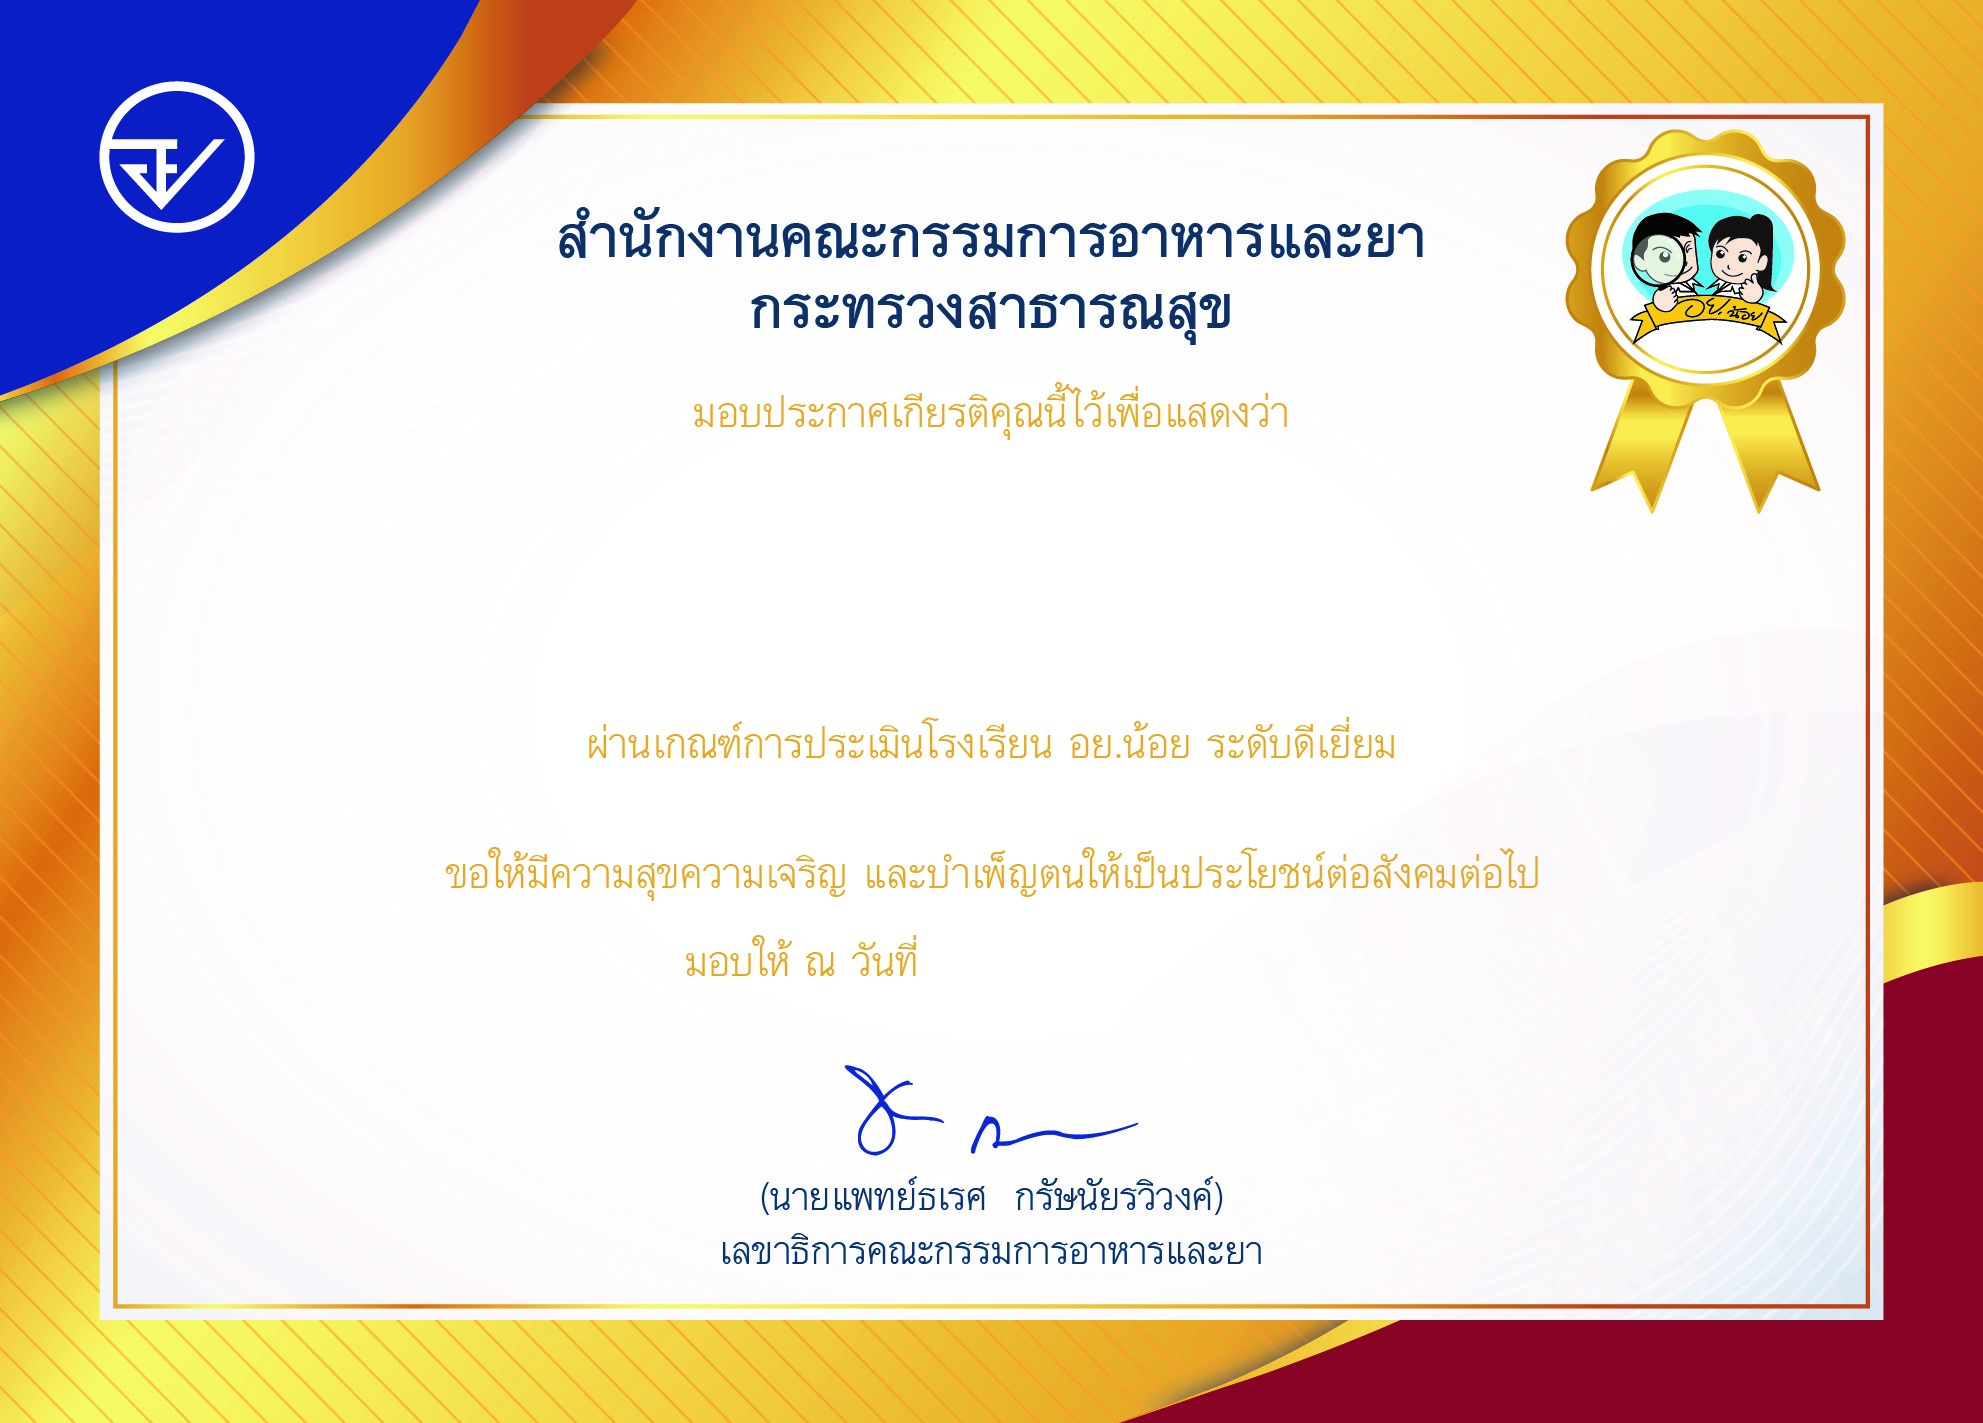 สำนักงานคณะกรรมการอาหารและยา
กระทรวงสาธารณสุข
อย.น้อย
มอบประกาศเกียรติคุณนี้ไว้เพื่อแสดงว่า
ผ่านเกณฑ์การประเมินโรงเรียน อย.น้อย ระดับดีเยี่ยม
ขอให้มีความสุขความเจริญ และบำเพ็ญตนให้เป็นประโยชน์ต่อสังคมต่อไป
มอบให้ ณ วันที่
(นายแพทย์ธเรศ กรัษนัยรวิวงค์)
เลขาธิการคณะกรรมการอาหารและยา